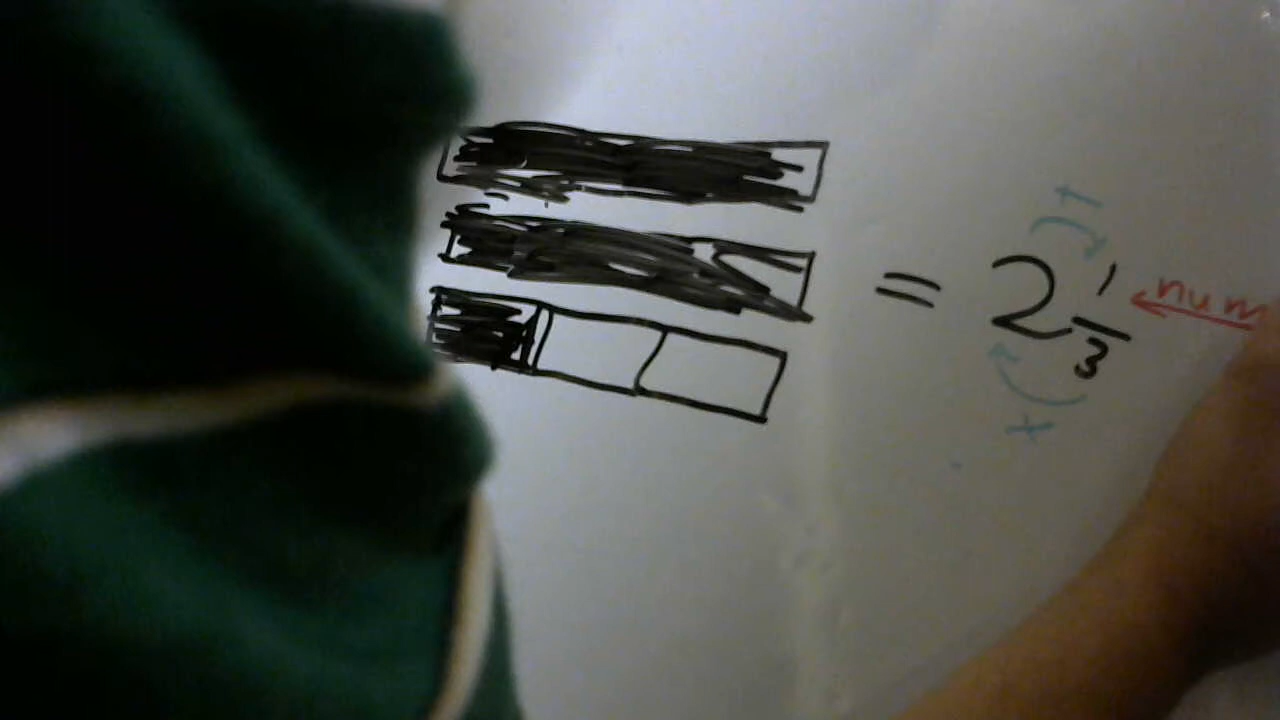 = 2 1/3
+
num
x